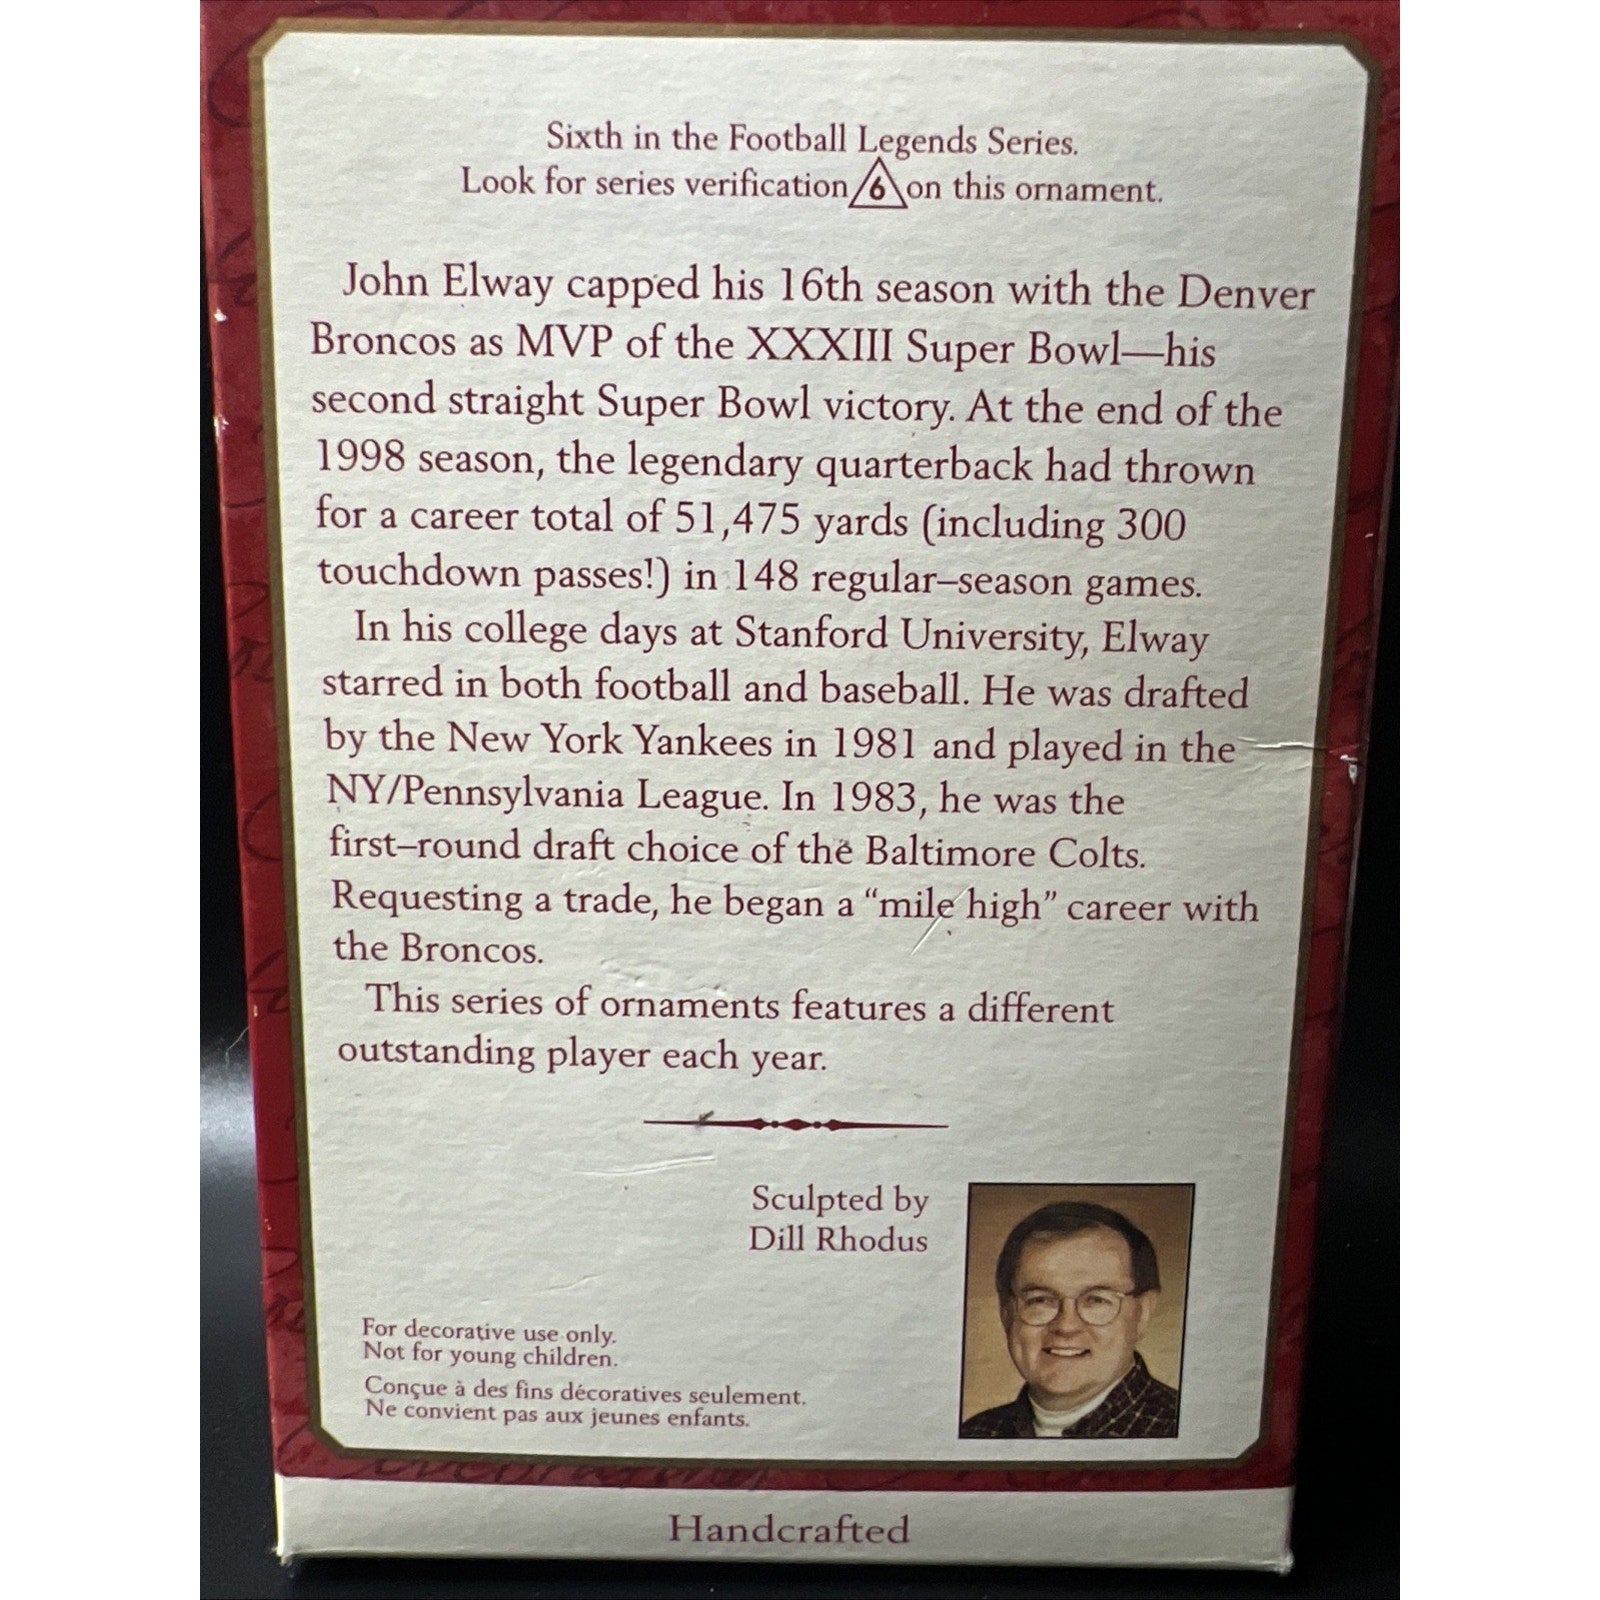 Sixth in the Football Legends Series.
Look for series verification 6 on this ornament.
John Elway capped his 16th season with the Denver
Broncos as MVP of the XXXIII Super Bowl—his
second straight Super Bowl victory. At the end of the
1998 season, the legendary quarterback had thrown
for a career total of 51,475 yards (including 300
touchdown passes!) in 148 regular–season games.
In his college days at Stanford University, Elway
starred in both football and baseball. He was drafted
by the New York Yankees in 1981 and played in the
NY/Pennsylvania League. In 1983, he was the
first–round draft choice of the Baltimore Colts.
Requesting a trade, he began a “mile high” career with
the Broncos.
This series of ornaments features a different
outstanding player each year.
Sculpted by
Dill Rhodus
For decorative use only.
Not for young children.
Conçue à des fins décoratives seulement.
Ne convient pas aux jeunes enfants.
Handcrafted